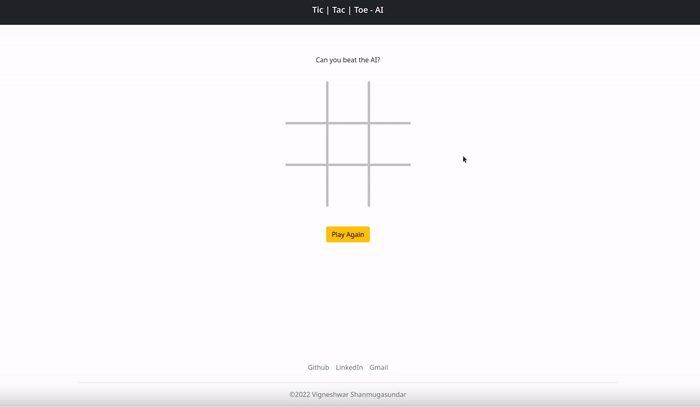 Tic | Tac | Toe - AI
Can you beat the AI?
Play Again
Github LinkedIn Gmail
©2022 Vigneshwar Shanmugasundar